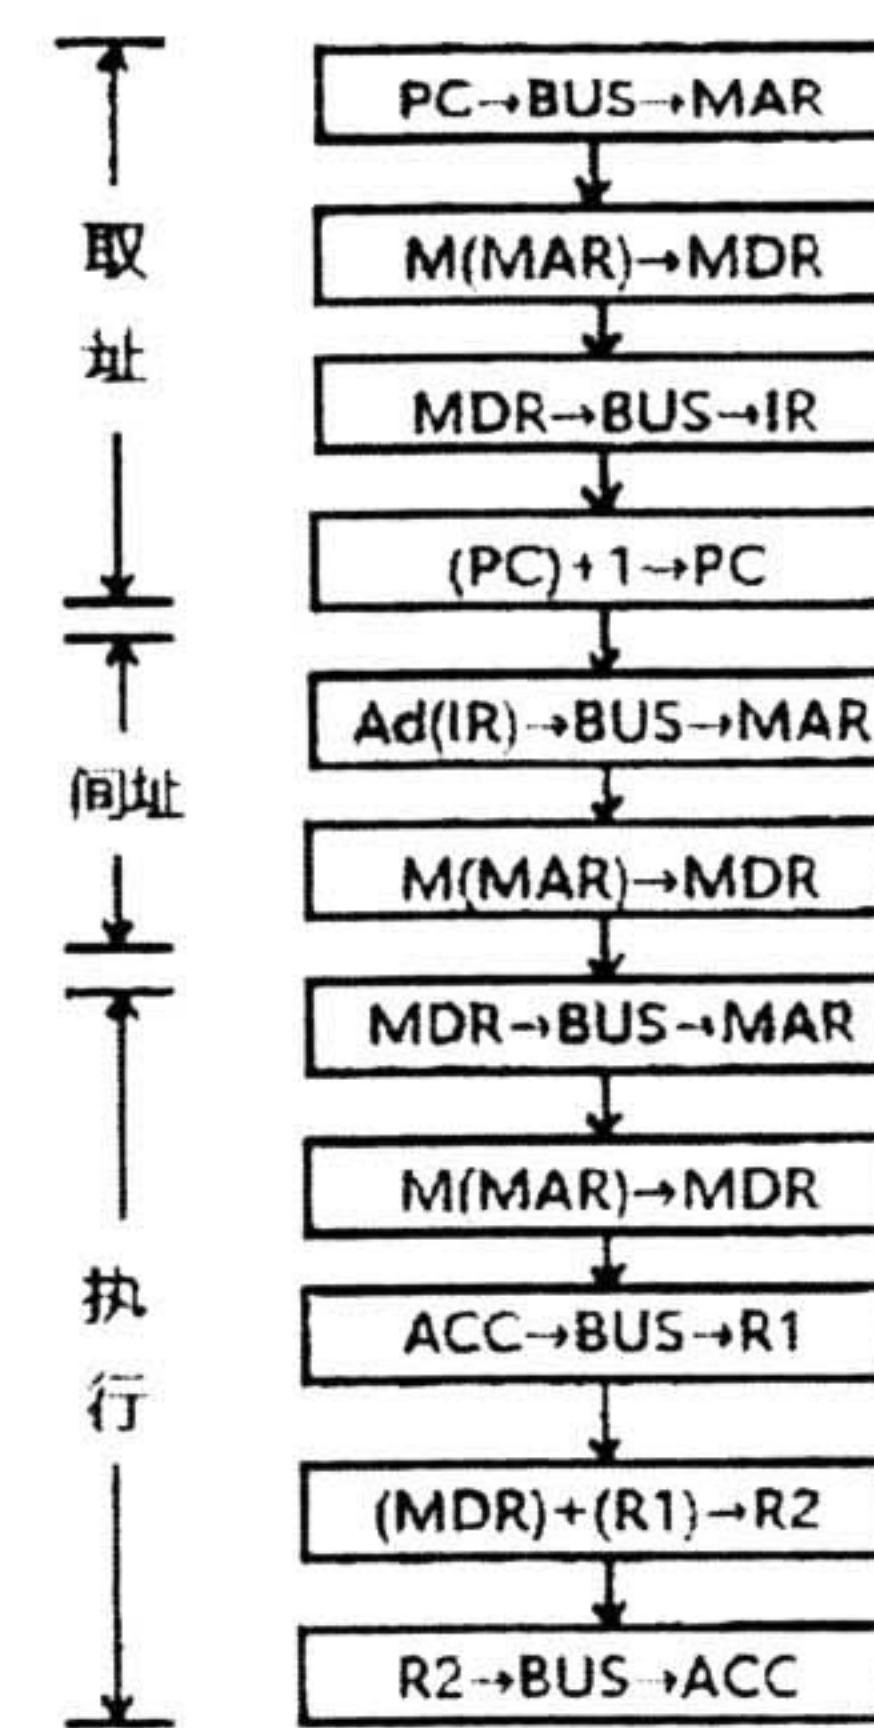 PC→BUS→MAR
M(MAR)→MDR
MDR→BUS→IR
(PC)+1→PC
取
址
Ad(IR)→BUS→MAR
M(MAR)→MDR
间址
MDR→BUS→MAR
M(MAR)→MDR
ACC→BUS→R1
(MDR)+(R1)→R2
R2→BUS→ACC
执
行